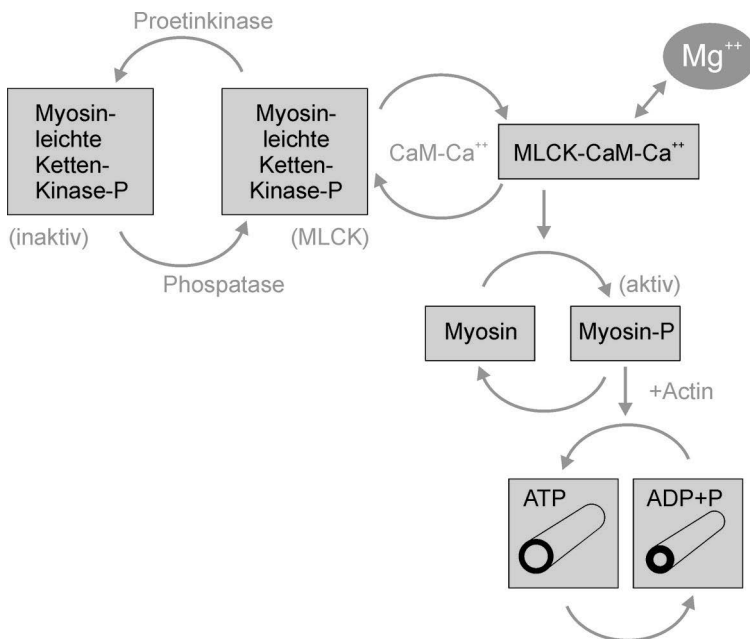 Proetinkinase
Mg++
Myosin-
leichte
Ketten-
Kinase-P
Myosin-
leichte
Ketten-
Kinase-P
CaM-Ca++
MLCK-CaM-Ca++
(inaktiv)
(MLCK)
Phospatase
(aktiv)
Myosin
Myosin-P
+Actin
ATP
ADP+P